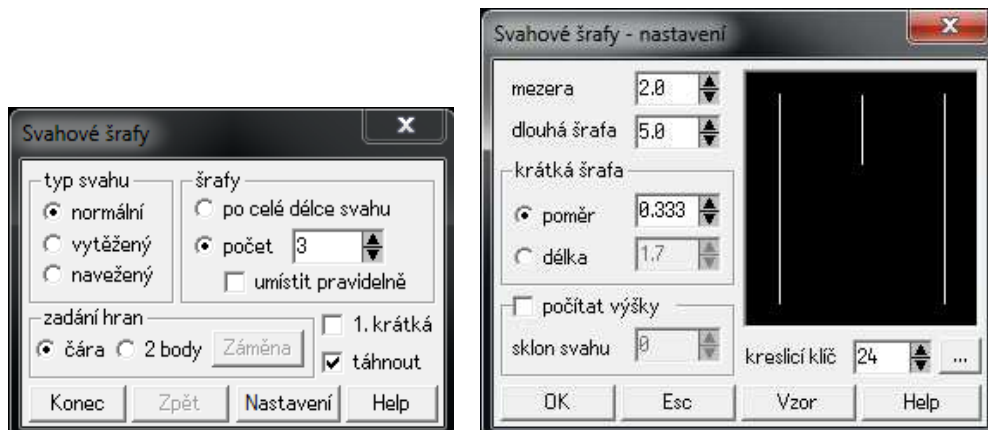 Svahové šrafy
typ svahu
normální
vytěžený
navežený
šrafy
po celé délce svahu
počet 3
umístit pravidelně
zadání hran
čára 2 body Záměna
1. krátká
táhnout
Konec Zpět Nastavení Help
Svahové šrafy - nastavení
mezera 2.0
dlouhá šrafa 5.0
krátká šrafa
poměr 0.333
délka 1.7
počítat výšky
sklon svahu 0
kreslicí klíč 24 ...
OK Esc Vzor Help